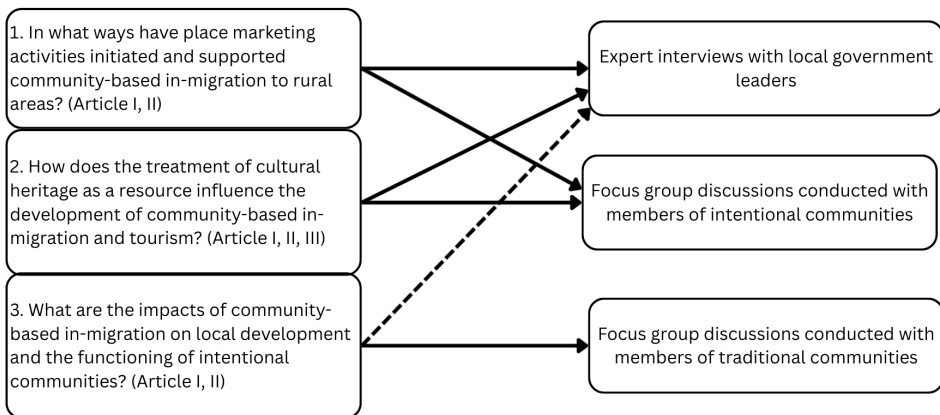 1. In what ways have place marketing
activities initiated and supported
community-based in-migration to rural
areas? (Article I, II)
2. How does the treatment of cultural
heritage as a resource influence the
development of community-based in-
migration and tourism? (Article I, II, III)
3. What are the impacts of community-
based in-migration on local development
and the functioning of intentional
communities? (Article I, II)
Expert interviews with local government
leaders
Focus group discussions conducted with
members of intentional communities
Focus group discussions conducted with
members of traditional communities